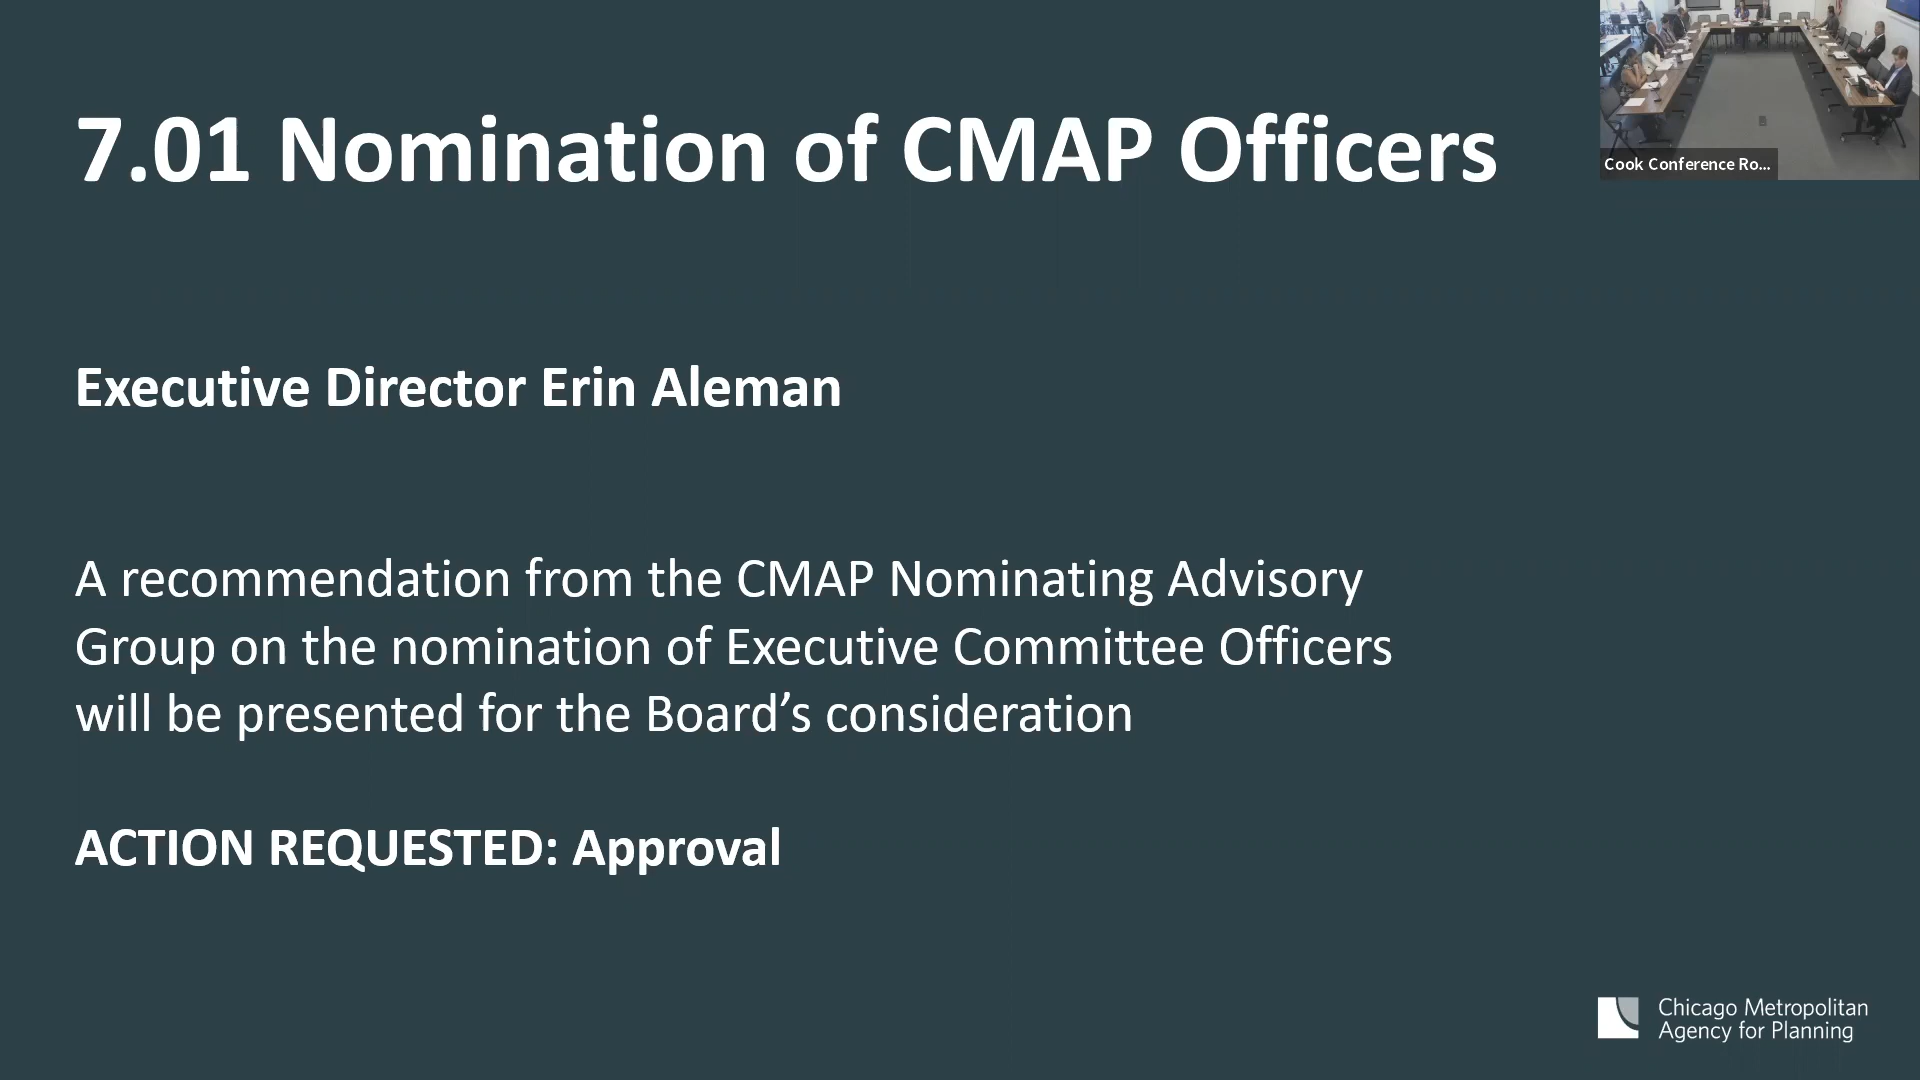 7.01 Nomination of CMAP Officers
Cook Conference Ro...
Executive Director Erin Aleman
A recommendation from the CMAP Nominating Advisory
Group on the nomination of Executive Committee Officers
will be presented for the Board’s consideration
ACTION REQUESTED: Approval
Chicago Metropolitan
Agency for Planning